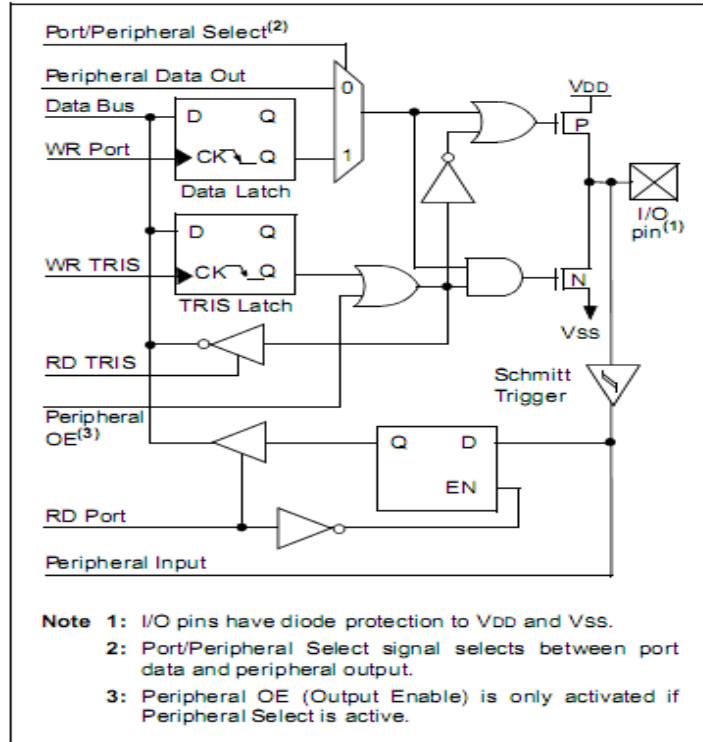 Port/Peripheral Select(2)
Peripheral Data Out
Data Bus
WR Port
D Q
CK Q
Data Latch
0
1
VDD
P
I/O
pin(1)
WR TRIS
D Q
CK Q
TRIS Latch
N
VSS
RD TRIS
Schmitt
Trigger
Peripheral
OE(3)
Q D
EN
RD Port
Peripheral Input
Note 1: I/O pins have diode protection to VDD and VSS.
2: Port/Peripheral Select signal selects between port
data and peripheral output.
3: Peripheral OE (Output Enable) is only activated if
Peripheral Select is active.